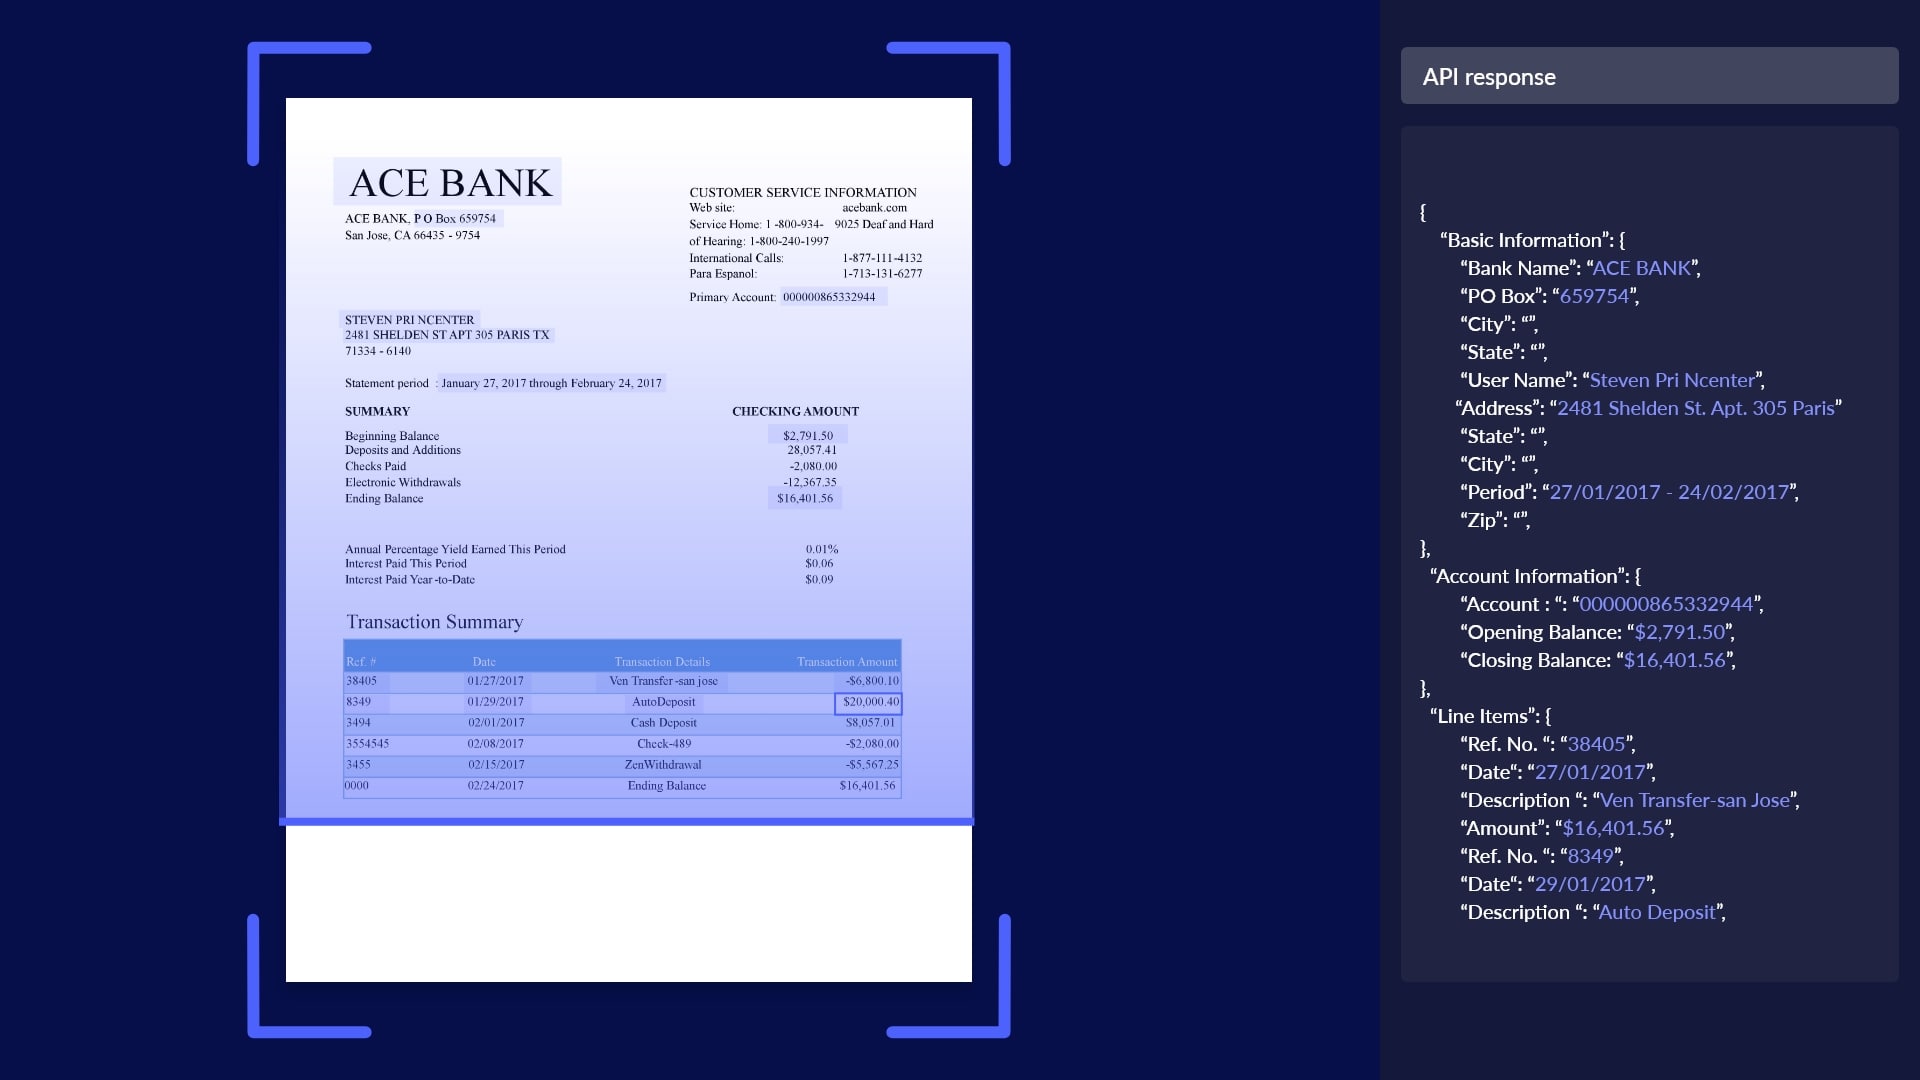 ACE BANK
ACE BANK, P O Box 659754
San Jose, CA 66435 - 9754
CUSTOMER SERVICE INFORMATION
Web site: acebank.com
Service Home: 1 -800-934- 9025 Deaf and Hard
of Hearing: 1-800-240-1997
International Calls: 1-877-111-4132
Para Espanol: 1-713-131-6277
Primary Account: 000000865332944
STEVEN PRI NCENTER
2481 SHELDEN ST APT 305 PARIS TX
71334 - 6140
Statement period : January 27, 2017 through February 24, 2017
SUMMARY CHECKING AMOUNT
Beginning Balance $2,791.50
Deposits and Additions 28,057.41
Checks Paid -2,080.00
Electronic Withdrawals -12,367.35
Ending Balance $16,401.56
Annual Percentage Yield Earned This Period 0.01%
Interest Paid This Period $0.06
Interest Paid Year -to-Date $0.09
Transaction Summary
Ref. # Date Transaction Details Transaction Amount
38405 01/27/2017 Ven Transfer -san jose -$6,800.10
8349 01/29/2017 AutoDeposit $20,000.40
3494 02/01/2017 Cash Deposit $8,057.01
3554545 02/08/2017 Check-489 -$2,080.00
3455 02/15/2017 ZenWithdrawal -$5,567.25
0000 02/24/2017 Ending Balance $16,401.56
API response
{
“Basic Information”: {
“Bank Name”: “ACE BANK”,
“PO Box”: “659754”,
“City”: “”,
“State”: “”,
“User Name”: “Steven Pri Ncenter”,
“Address”: “2481 Shelden St. Apt. 305 Paris”
“State”: “”,
“City”: “”,
“Period”: “27/01/2017 - 24/02/2017”,
“Zip”: “”,
},
“Account Information”: {
“Account : “: “000000865332944”,
“Opening Balance: “$2,791.50”,
“Closing Balance: “$16,401.56”,
},
“Line Items”: {
“Ref. No. “: “38405”,
“Date“: “27/01/2017”,
“Description “: “Ven Transfer-san Jose”,
“Amount”: “$16,401.56”,
“Ref. No. “: “8349”,
“Date“: “29/01/2017”,
“Description “: “Auto Deposit”,